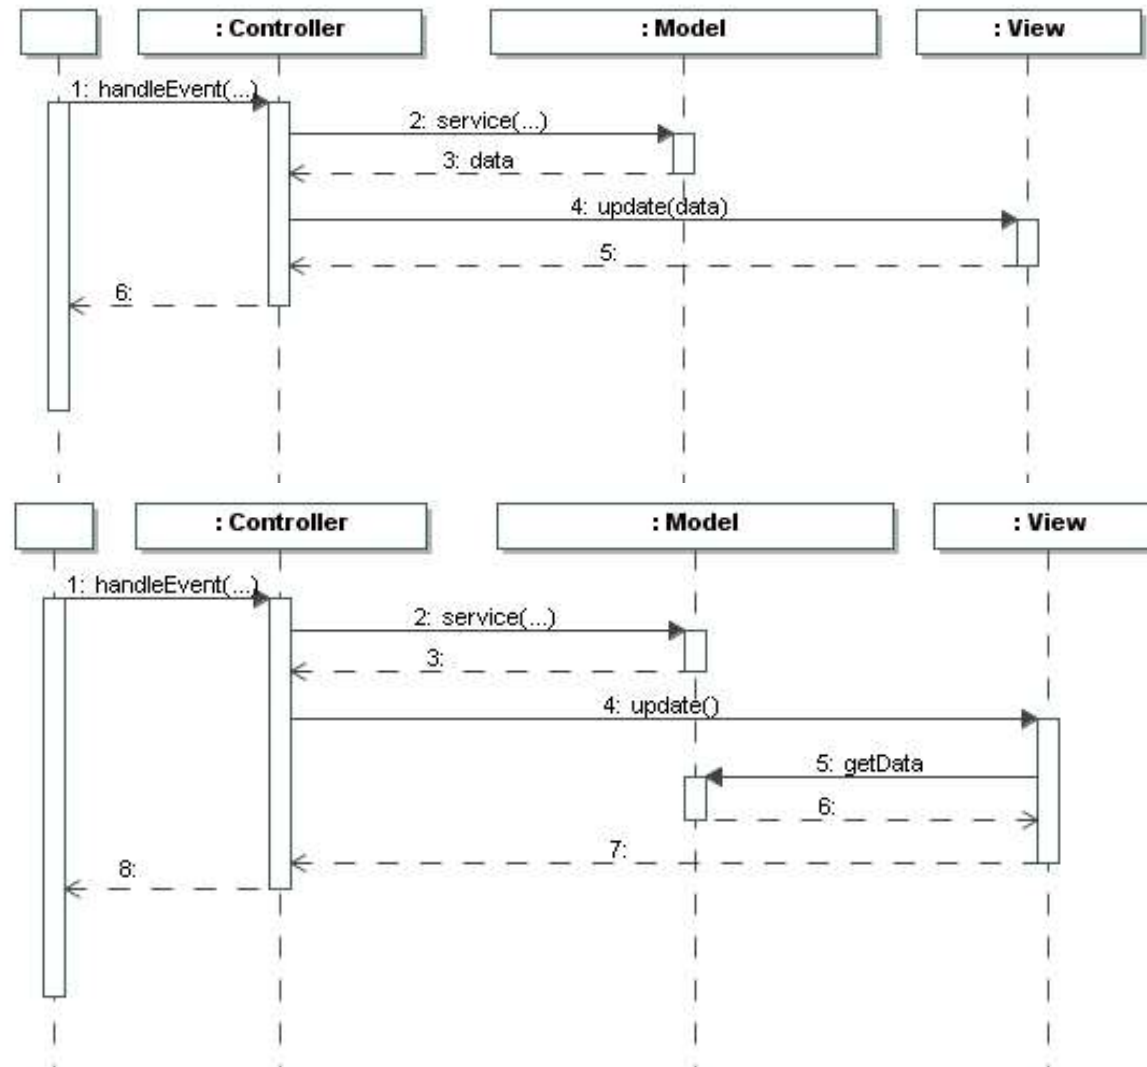 : Controller
: Model
: View
1: handleEvent(...)
2: service(...)
3: data
4: update(data)
5:
6:
: Controller
: Model
: View
1: handleEvent(...)
2: service(...)
3:
4: update()
5: getData
6:
7:
8: